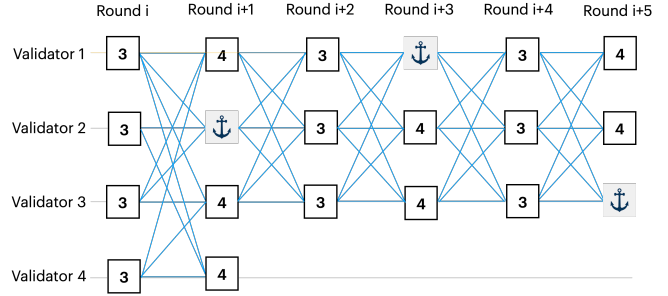 Round i Round i+1 Round i+2 Round i+3 Round i+4 Round i+5
Validator 1 3 4 3 3 4
Validator 2 3 3 4 3 4
Validator 3 3 4 3 4 3
Validator 4 3 4